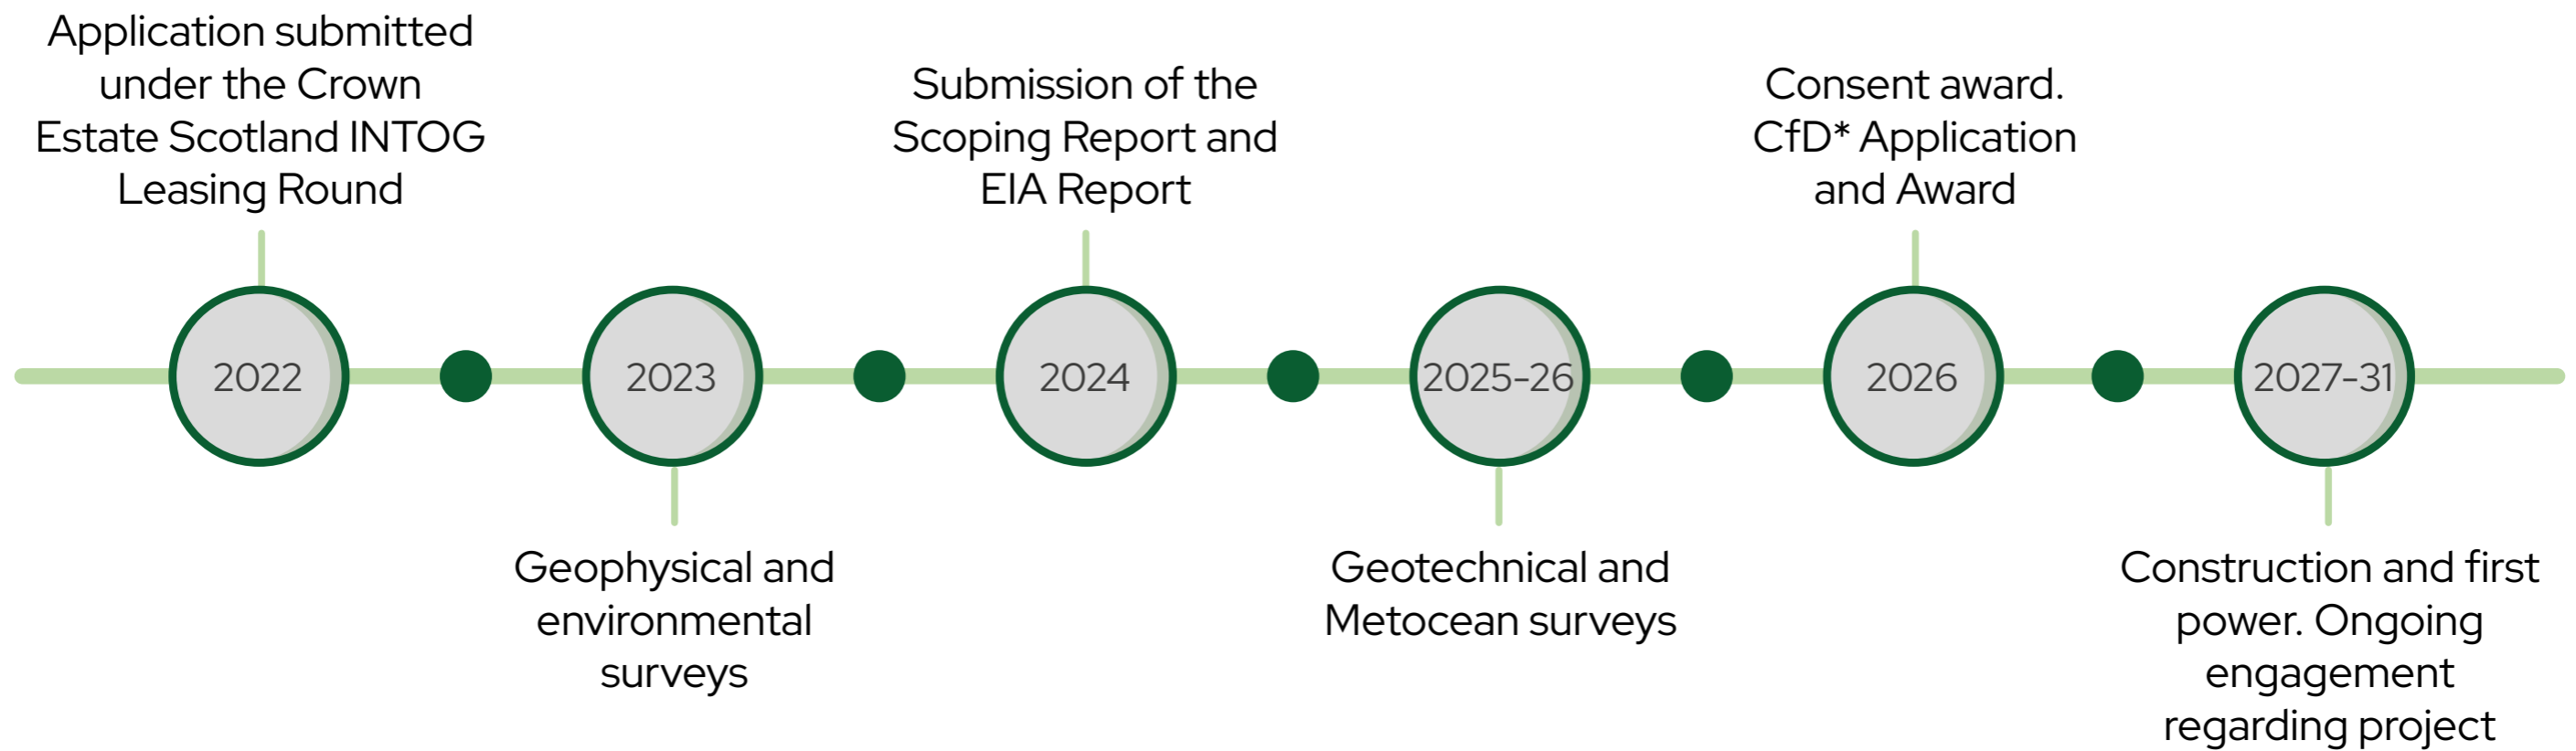 Application submitted
under the Crown
Estate Scotland INTOG
Leasing Round
2022
2023
Geophysical and
environmental
surveys
Submission of the
Scoping Report and
EIA Report
2024
2025-26
Geotechnical and
Metocean surveys
Consent award.
CfD* Application
and Award
2026
2027-31
Construction and first
power. Ongoing
engagement
regarding project